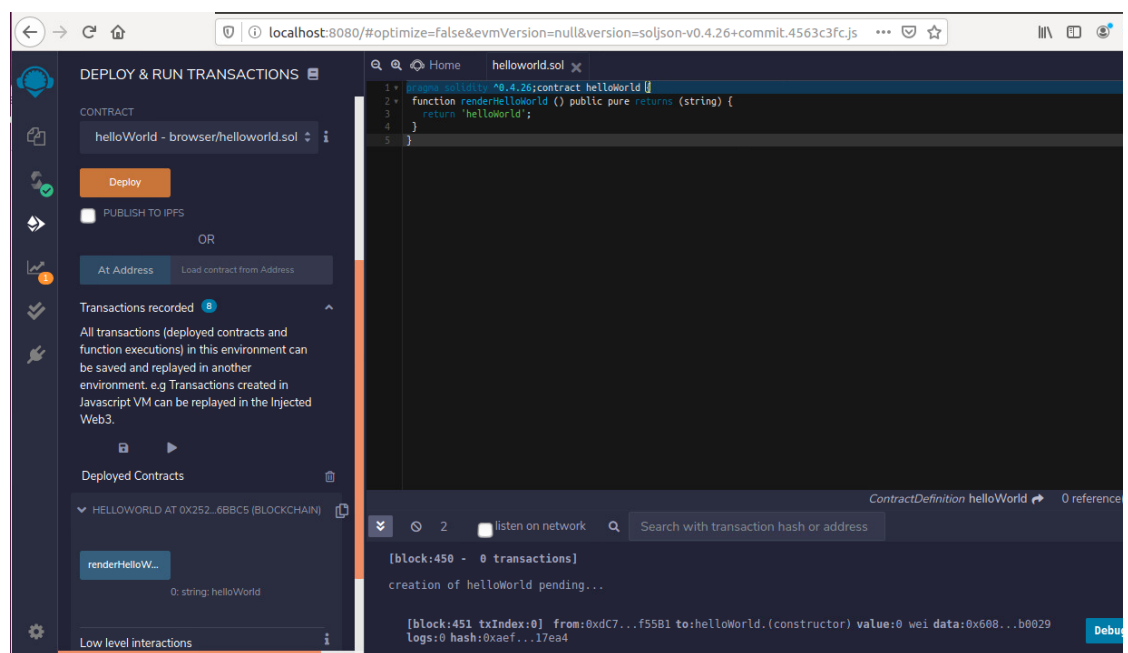 localhost:8080/#optimize=false&evmVersion=null&version=soljson-v0.4.26+commit.4563c3fc.js
DEPLOY & RUN TRANSACTIONS
CONTRACT
helloWorld - browser/helloworld.sol
i
Deploy
PUBLISH TO IPFS
OR
At Address
Load contract from Address
1
Transactions recorded 8
All transactions (deployed contracts and
function executions) in this environment can
be saved and replayed in another
environment. e.g Transactions created in
Javascript VM can be replayed in the Injected
Web3.
Deployed Contracts
HELLOWORLD AT 0X252...6BBC5 (BLOCKCHAIN)
renderHelloW...
0: string: helloWorld
Low level interactions
i
Home helloworld.sol
1 pragma solidity ^0.4.26;contract helloWorld {
2 function renderHelloWorld () public pure returns (string) {
3 return 'helloWorld';
4 }
5 }
ContractDefinition helloWorld 0 reference(
2 listen on network Search with transaction hash or address
[block:450 - 0 transactions]
creation of helloWorld pending...
[block:451 txIndex:0] from:0xdC7...f55B1 to:helloWorld.(constructor) value:0 wei data:0x608...b0029
logs:0 hash:0xaef...17ea4
Debug